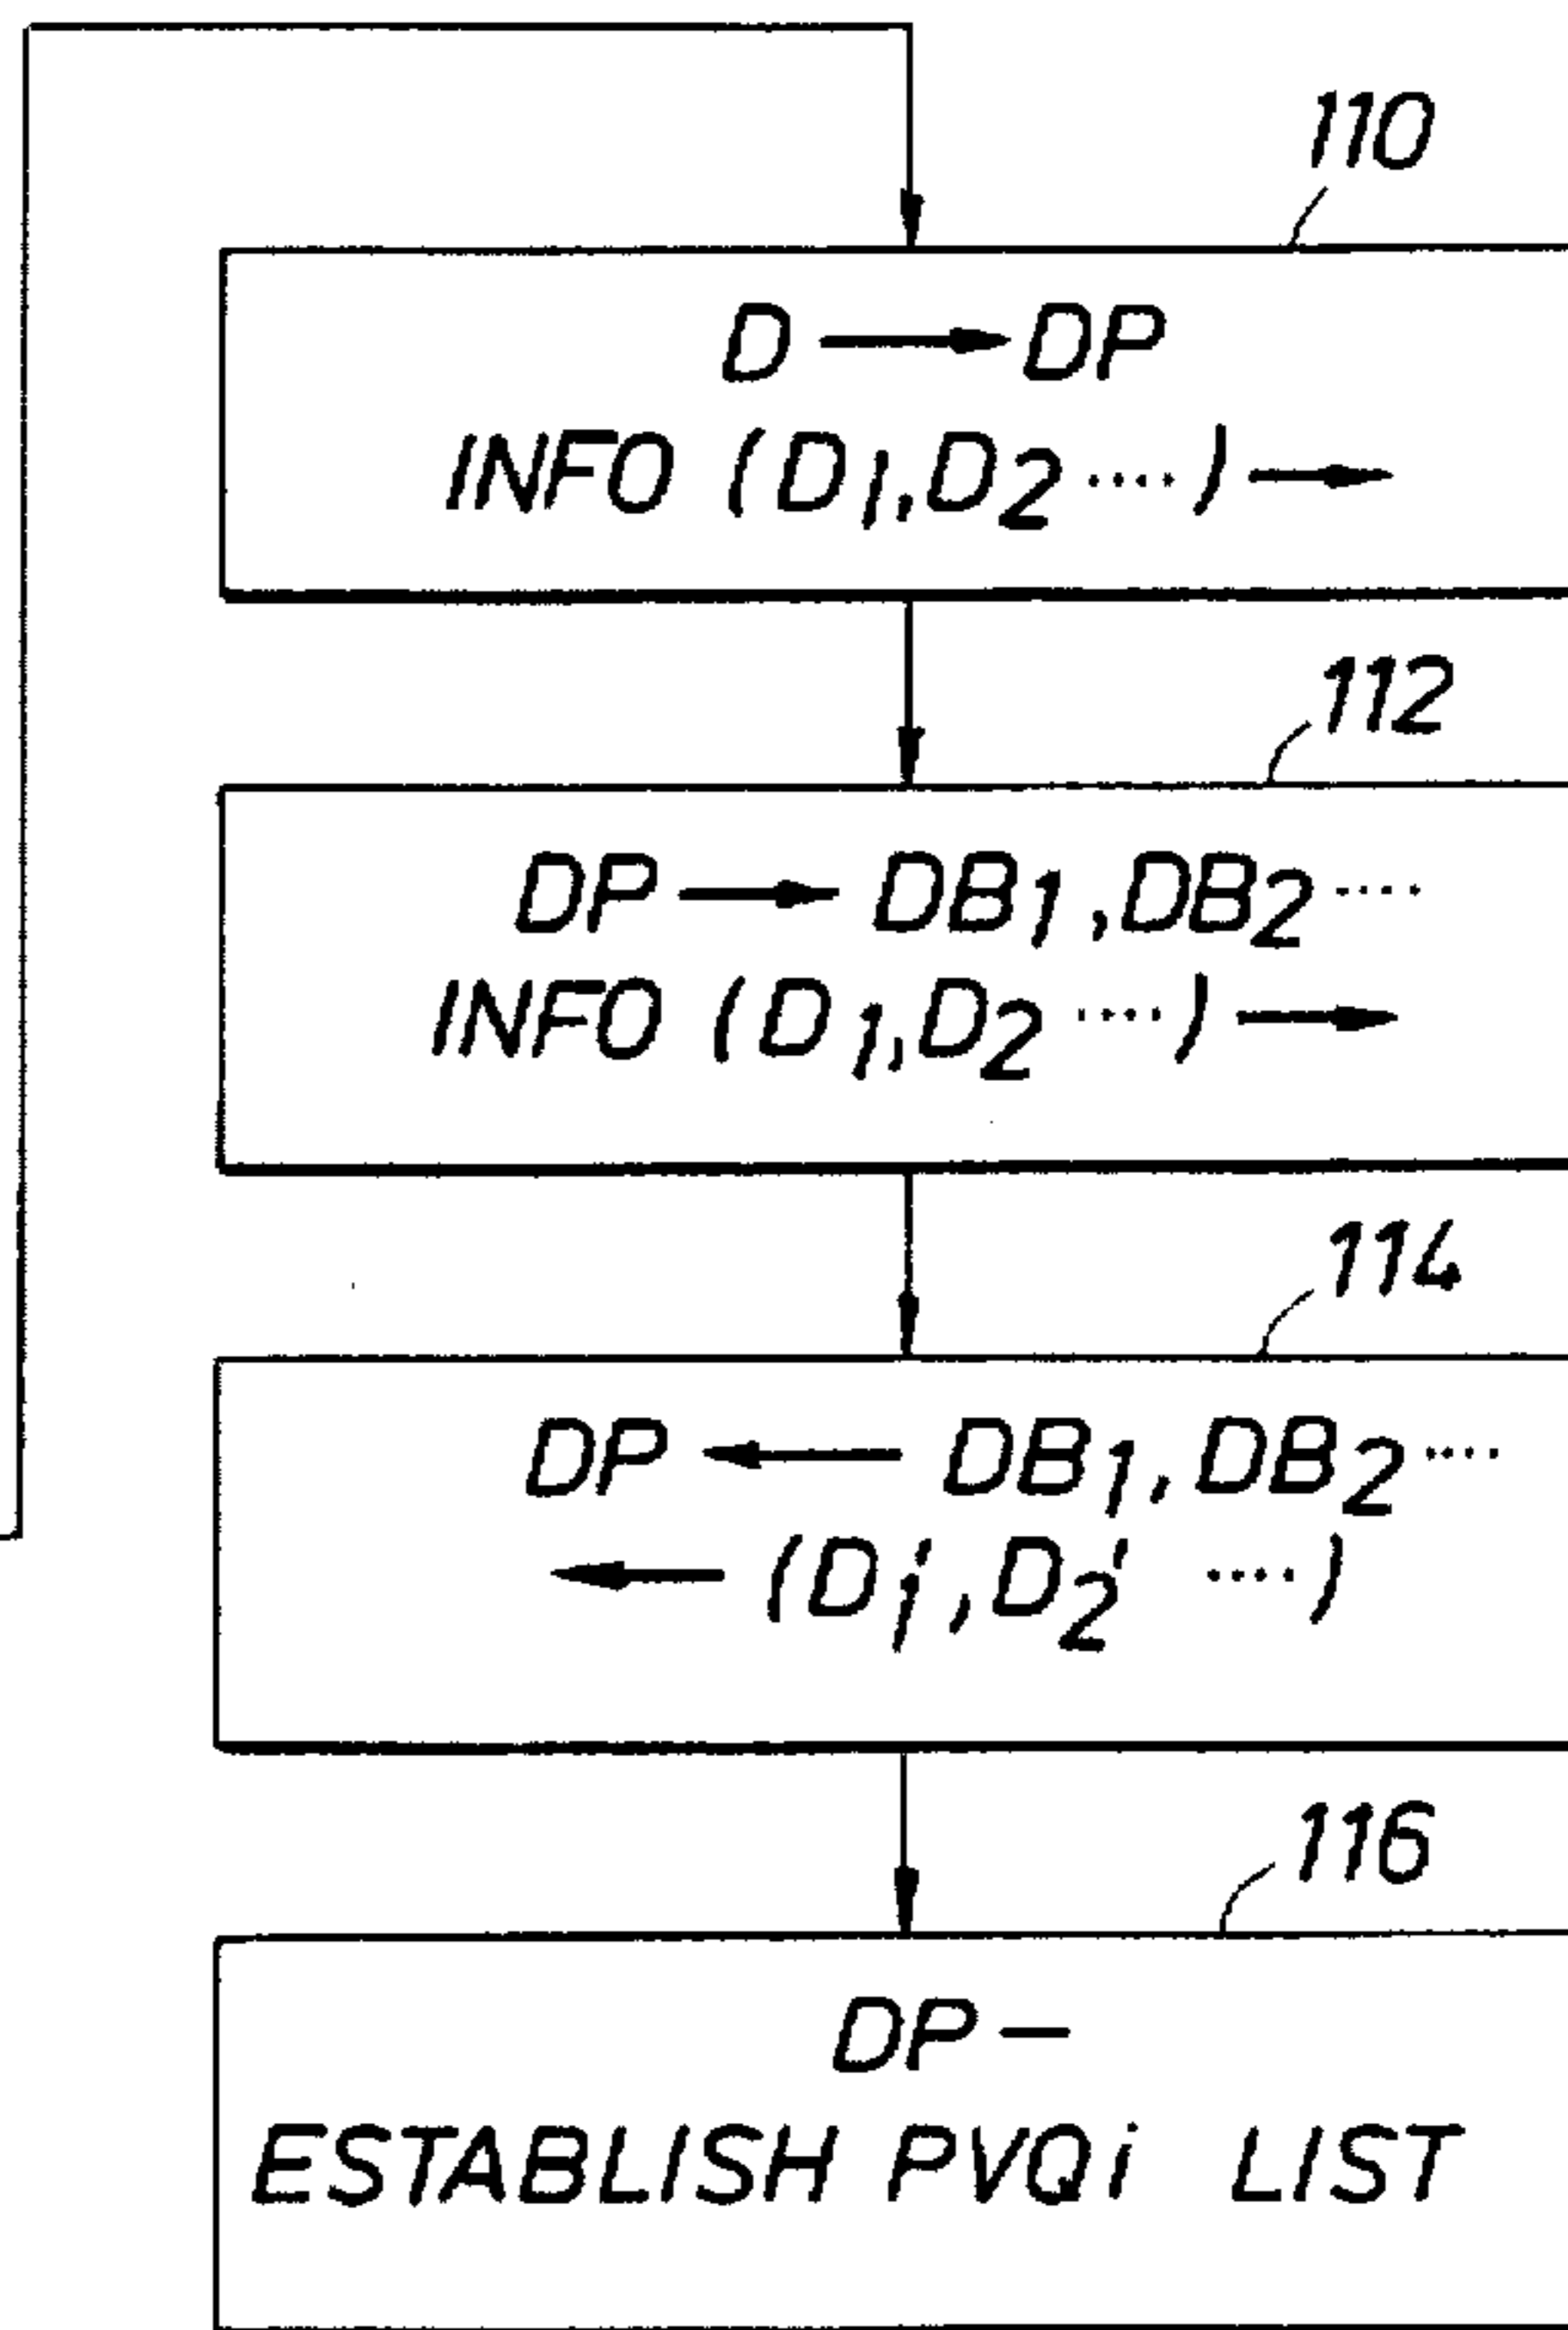 110
D → DP
INFO (D1,D2 ....) →
112
DP → DB1,DB2 ....
INFO (D1,D2 ....) →
114
DP ← DB1, DB2 ....
← (D1',D2' ....)
116
DP –
ESTABLISH PVQi LIST